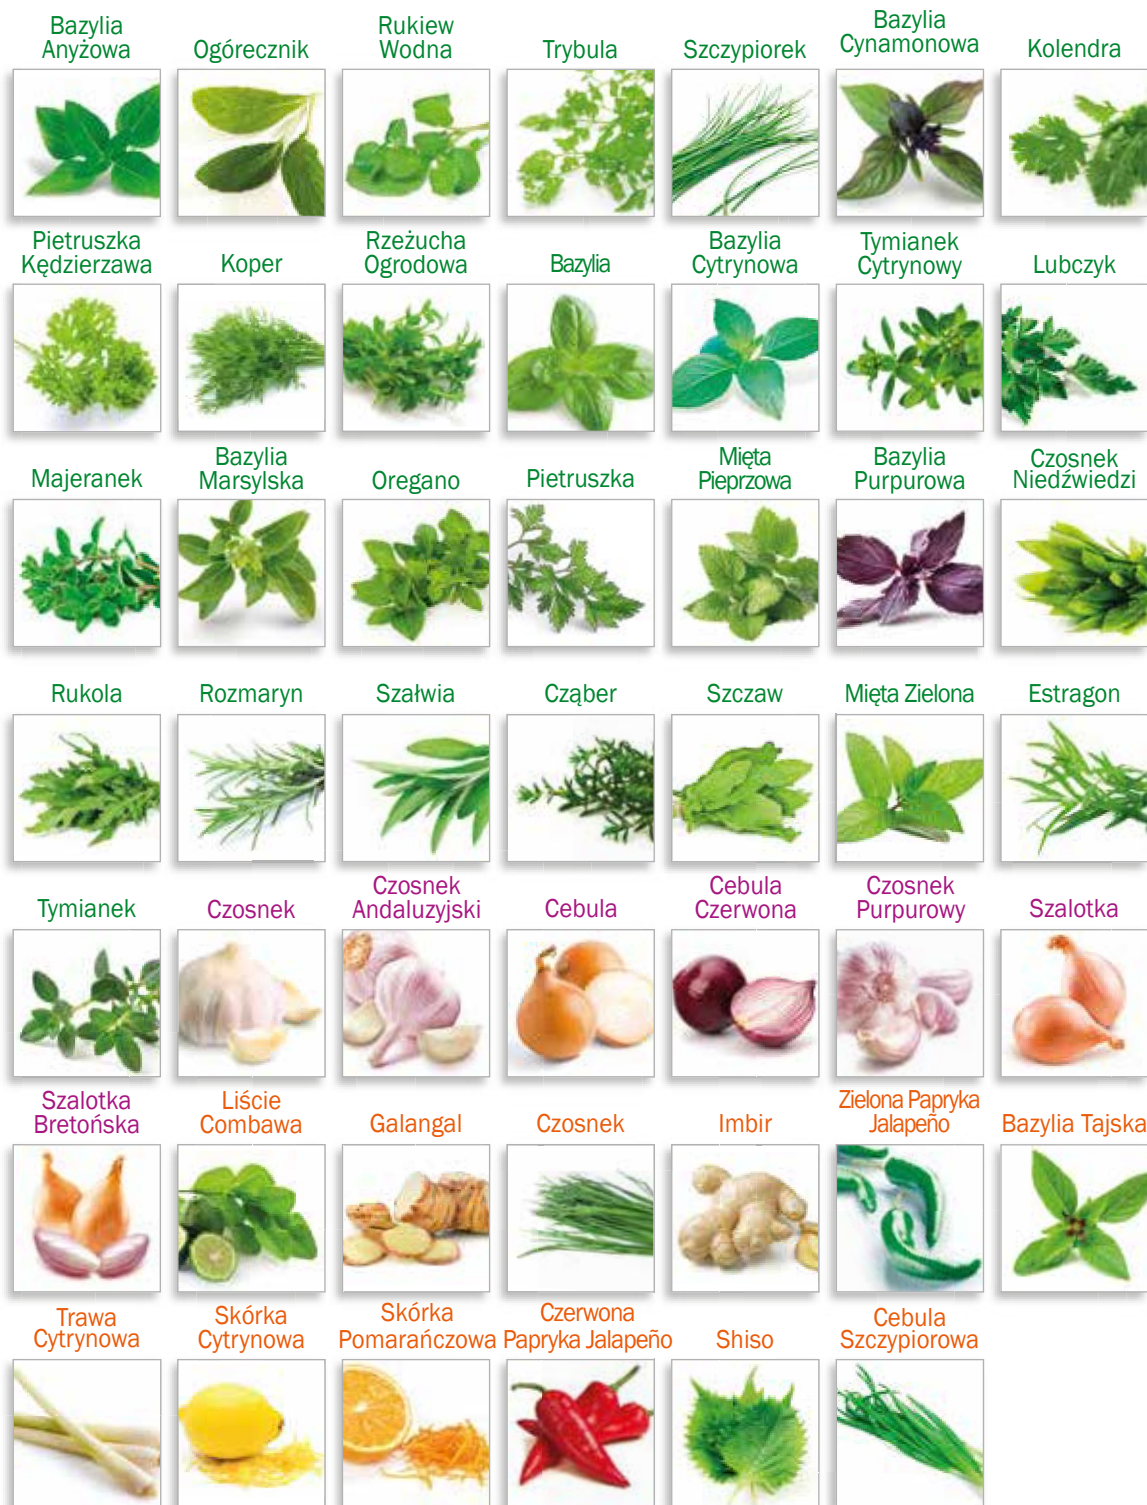 Bazylia
Anyżowa
Ogórecznik
Rukiew
Wodna
Trybula
Szczypiorek
Bazylia
Cynamonowa
Kolendra
Pietruszka
Kędzierzawa
Koper
Rzeżucha
Ogrodowa
Bazylia
Bazylia
Cytrynowa
Tymianek
Cytrynowy
Lubczyk
Majeranek
Bazylia
Marsylska
Oregano
Pietruszka
Mięta
Pieprzowa
Bazylia
Purpurowa
Czosnek
Niedźwiedzi
Rukola
Rozmaryn
Szałwia
Cząber
Szczaw
Mięta Zielona
Estragon
Tymianek
Czosnek
Czosnek
Andaluzyjski
Cebula
Cebula
Czerwona
Czosnek
Purpurowy
Szalotka
Szalotka
Bretońska
Liście
Combawa
Galangal
Czosnek
Imbir
Zielona Papryka
Jalapeño
Bazylia Tajska
Trawa
Cytrynowa
Skórka
Cytrynowa
Skórka
Pomarańczowa
Czerwona
Papryka Jalapeño
Shiso
Cebula
Szczypiorowa